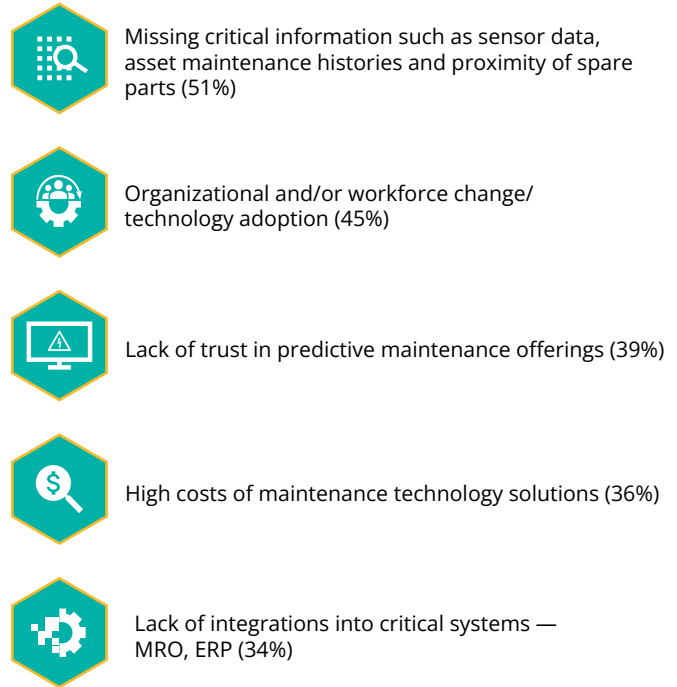 Missing critical information such as sensor data,
asset maintenance histories and proximity of spare
parts (51%)
Organizational and/or workforce change/
technology adoption (45%)
Lack of trust in predictive maintenance offerings (39%)
$
High costs of maintenance technology solutions (36%)
Lack of integrations into critical systems —
MRO, ERP (34%)